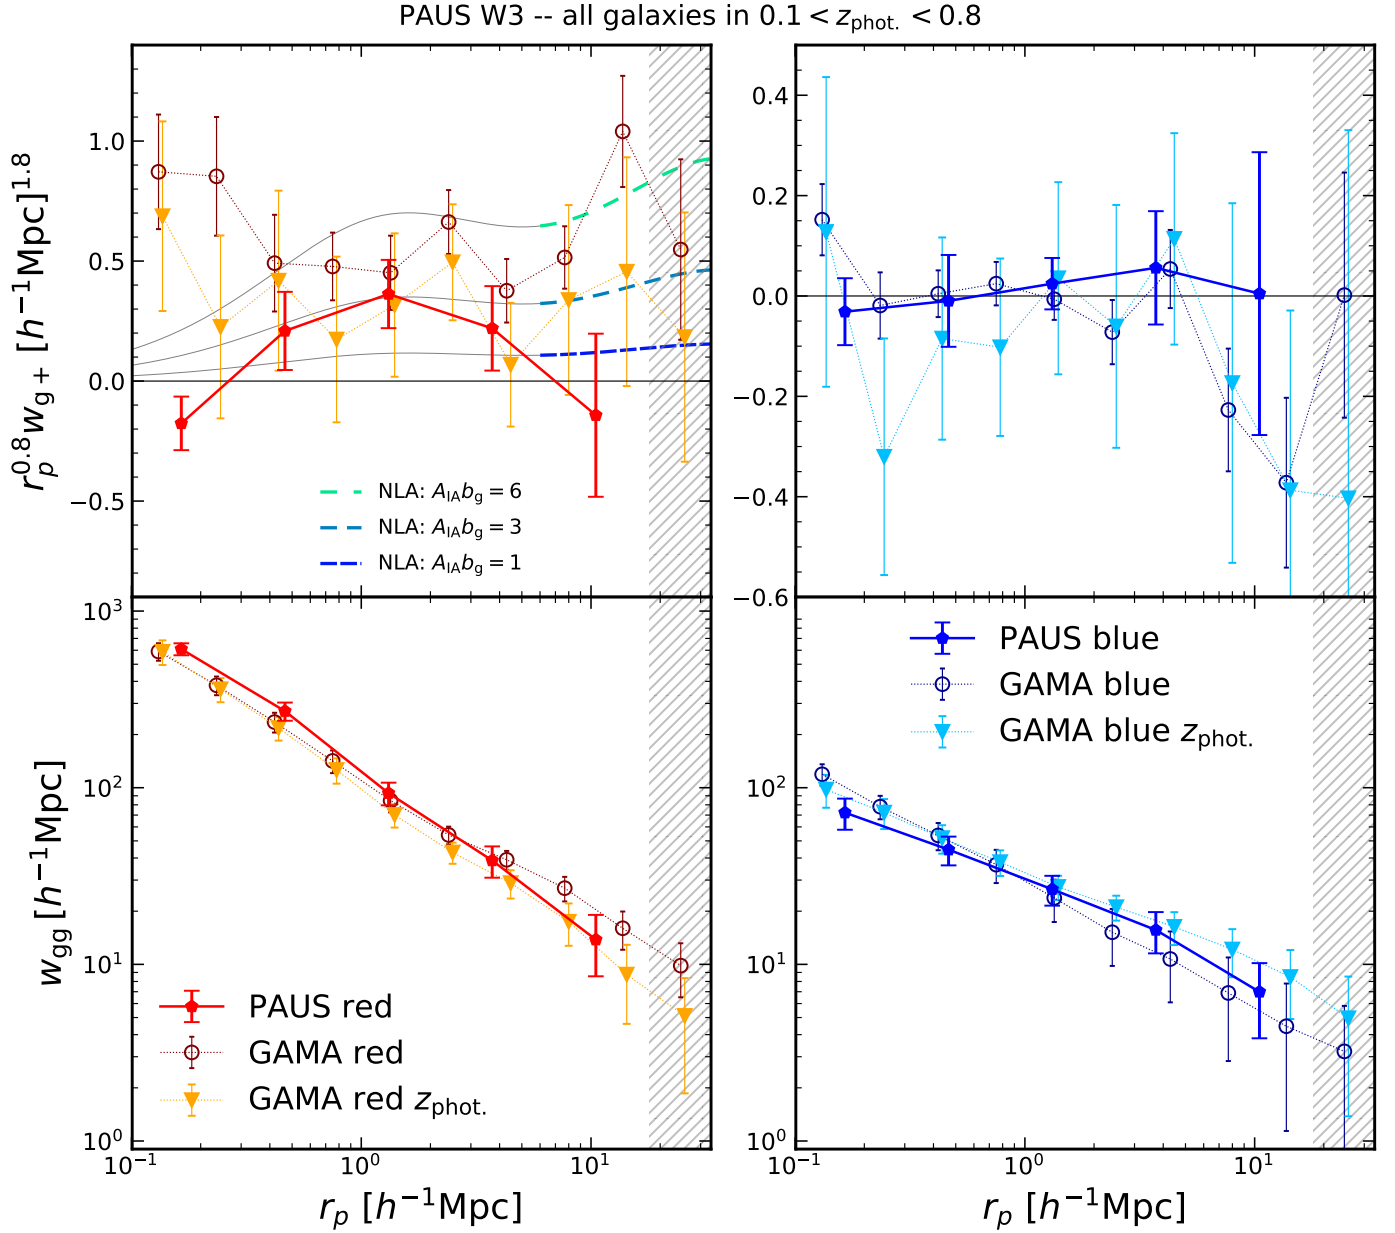 PAUS W3 -- all galaxies in 0.1 < z_phot. < 0.8
r_p^0.8 w_g+ [h^−1Mpc]^1.8
1.0
0.5
0.0
−0.5
NLA: A_IA b_g = 6
NLA: A_IA b_g = 3
NLA: A_IA b_g = 1
0.4
0.2
0.0
−0.2
−0.4
−0.6
w_gg [h^−1Mpc]
10^3
10^2
10^1
10^0
PAUS red
GAMA red
GAMA red z_phot.
10^−1 10^0 10^1
r_p [h^−1Mpc]
10^2
10^1
10^0
PAUS blue
GAMA blue
GAMA blue z_phot.
10^−1 10^0 10^1
r_p [h^−1Mpc]